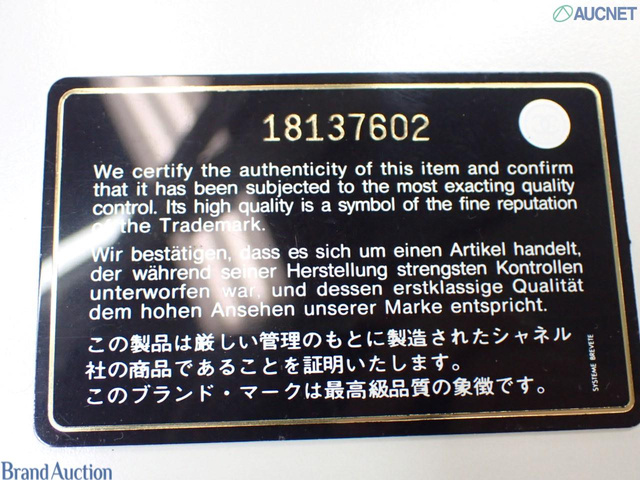 AUCNET
18137602
We certify the authenticity of this item and confirm
that it has been subjected to the most exacting quality
control. Its high quality is a symbol of the fine reputation
of the Trademark.
Wir bestätigen, dass es sich um einen Artikel handelt,
der während seiner Herstellung strengsten Kontrollen
unterworfen war, und dessen erstklassige Qualität
dem hohen Ansehen unserer Marke entspricht.
この製品は厳しい管理のもとに製造されたシャネル
社の商品であることを証明いたします。
このブランド・マークは最高級品質の象徴です。
SYSTEME BREVETE
Brand Auction